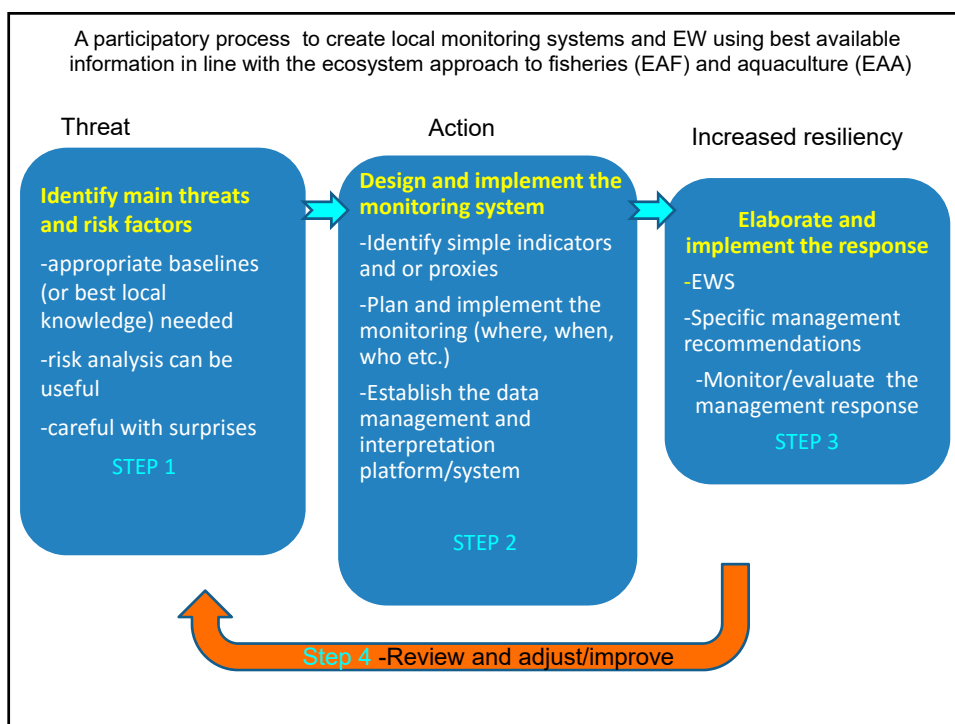 A participatory process  to create local monitoring systems and EW using best available
information in line with the ecosystem approach to fisheries (EAF) and aquaculture (EAA)
Threat
Identify main threats
and risk factors
-appropriate baselines
(or best local
knowledge) needed
-risk analysis can be
useful
-careful with surprises
STEP 1
Action
Design and implement the
monitoring system
-Identify simple indicators
and or proxies
-Plan and implement the
monitoring (where, when,
who etc.)
-Establish the data
management and
interpretation
platform/system
STEP 2
Increased resiliency
Elaborate and
implement the response
-EWS
-Specific management
recommendations
-Monitor/evaluate  the
management response
STEP 3
Step 4 -Review and adjust/improve